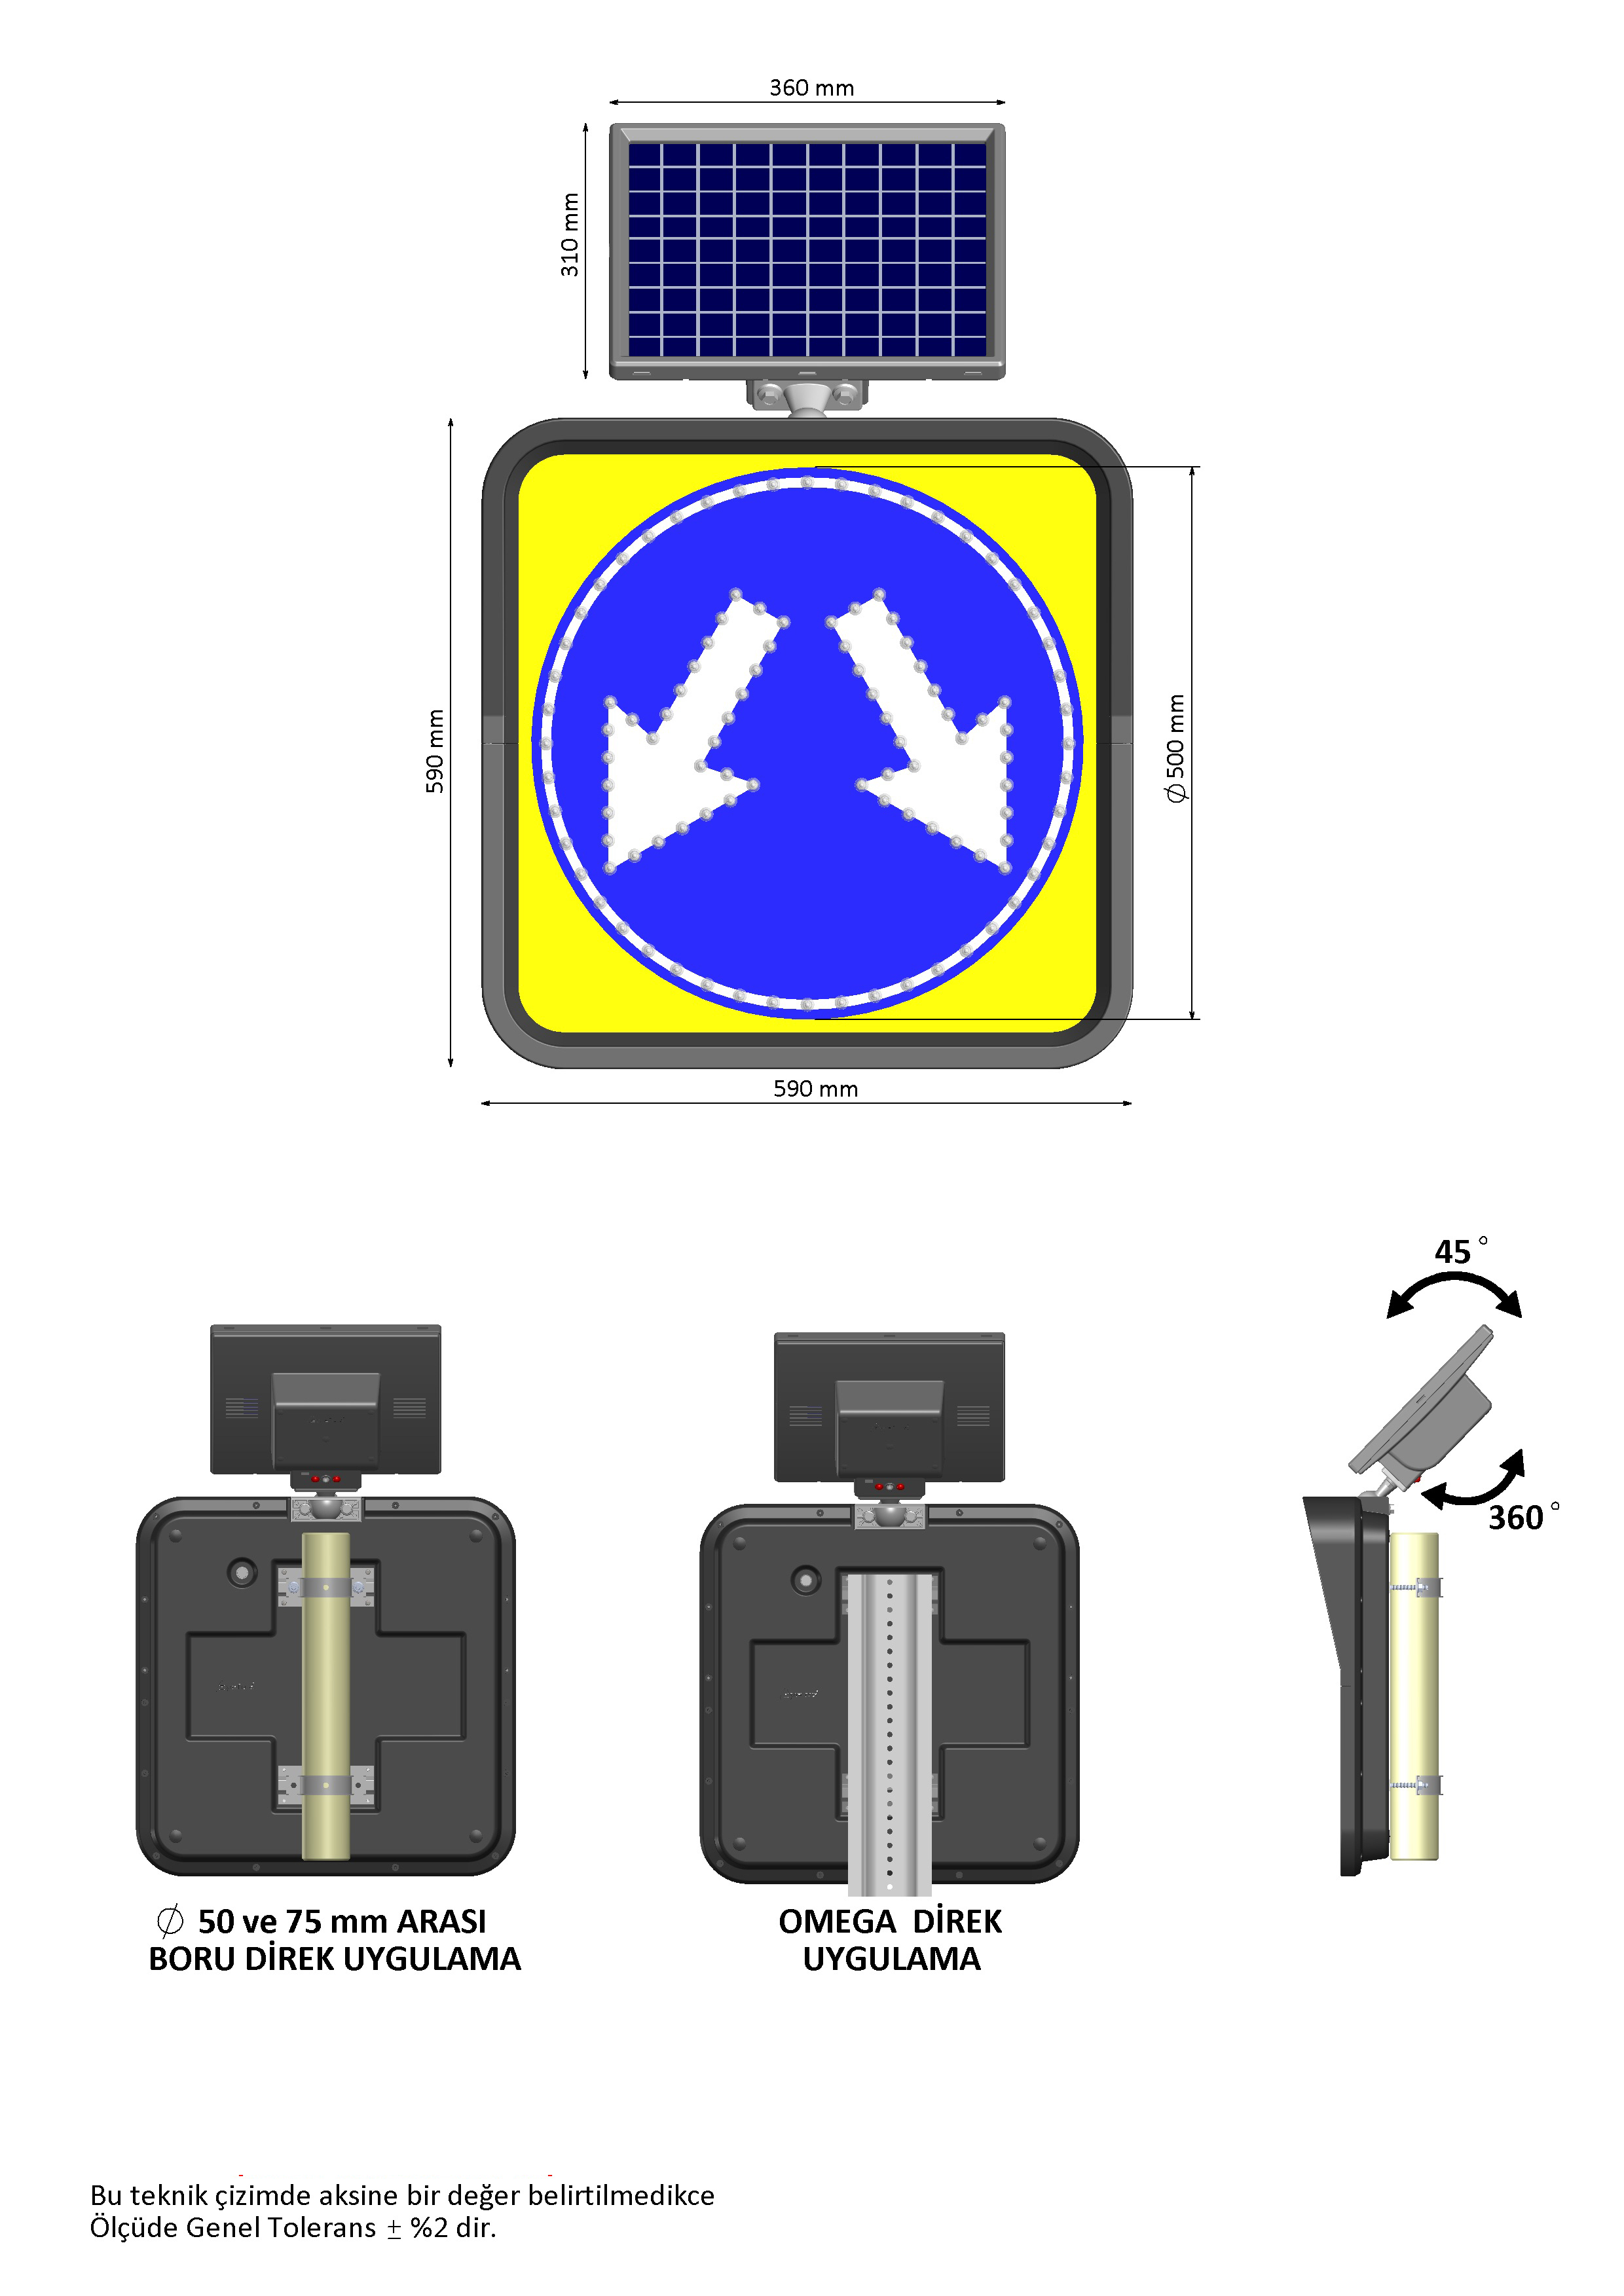 360 mm
310 mm
590 mm
Ø 500 mm
590 mm
45°
360°
Ø 50 ve 75 mm ARASI
BORU DİREK UYGULAMA
OMEGA DİREK
UYGULAMA
Bu teknik çizimde aksine bir değer belirtilmedikce
Ölçüde Genel Tolerans ± %2 dir.